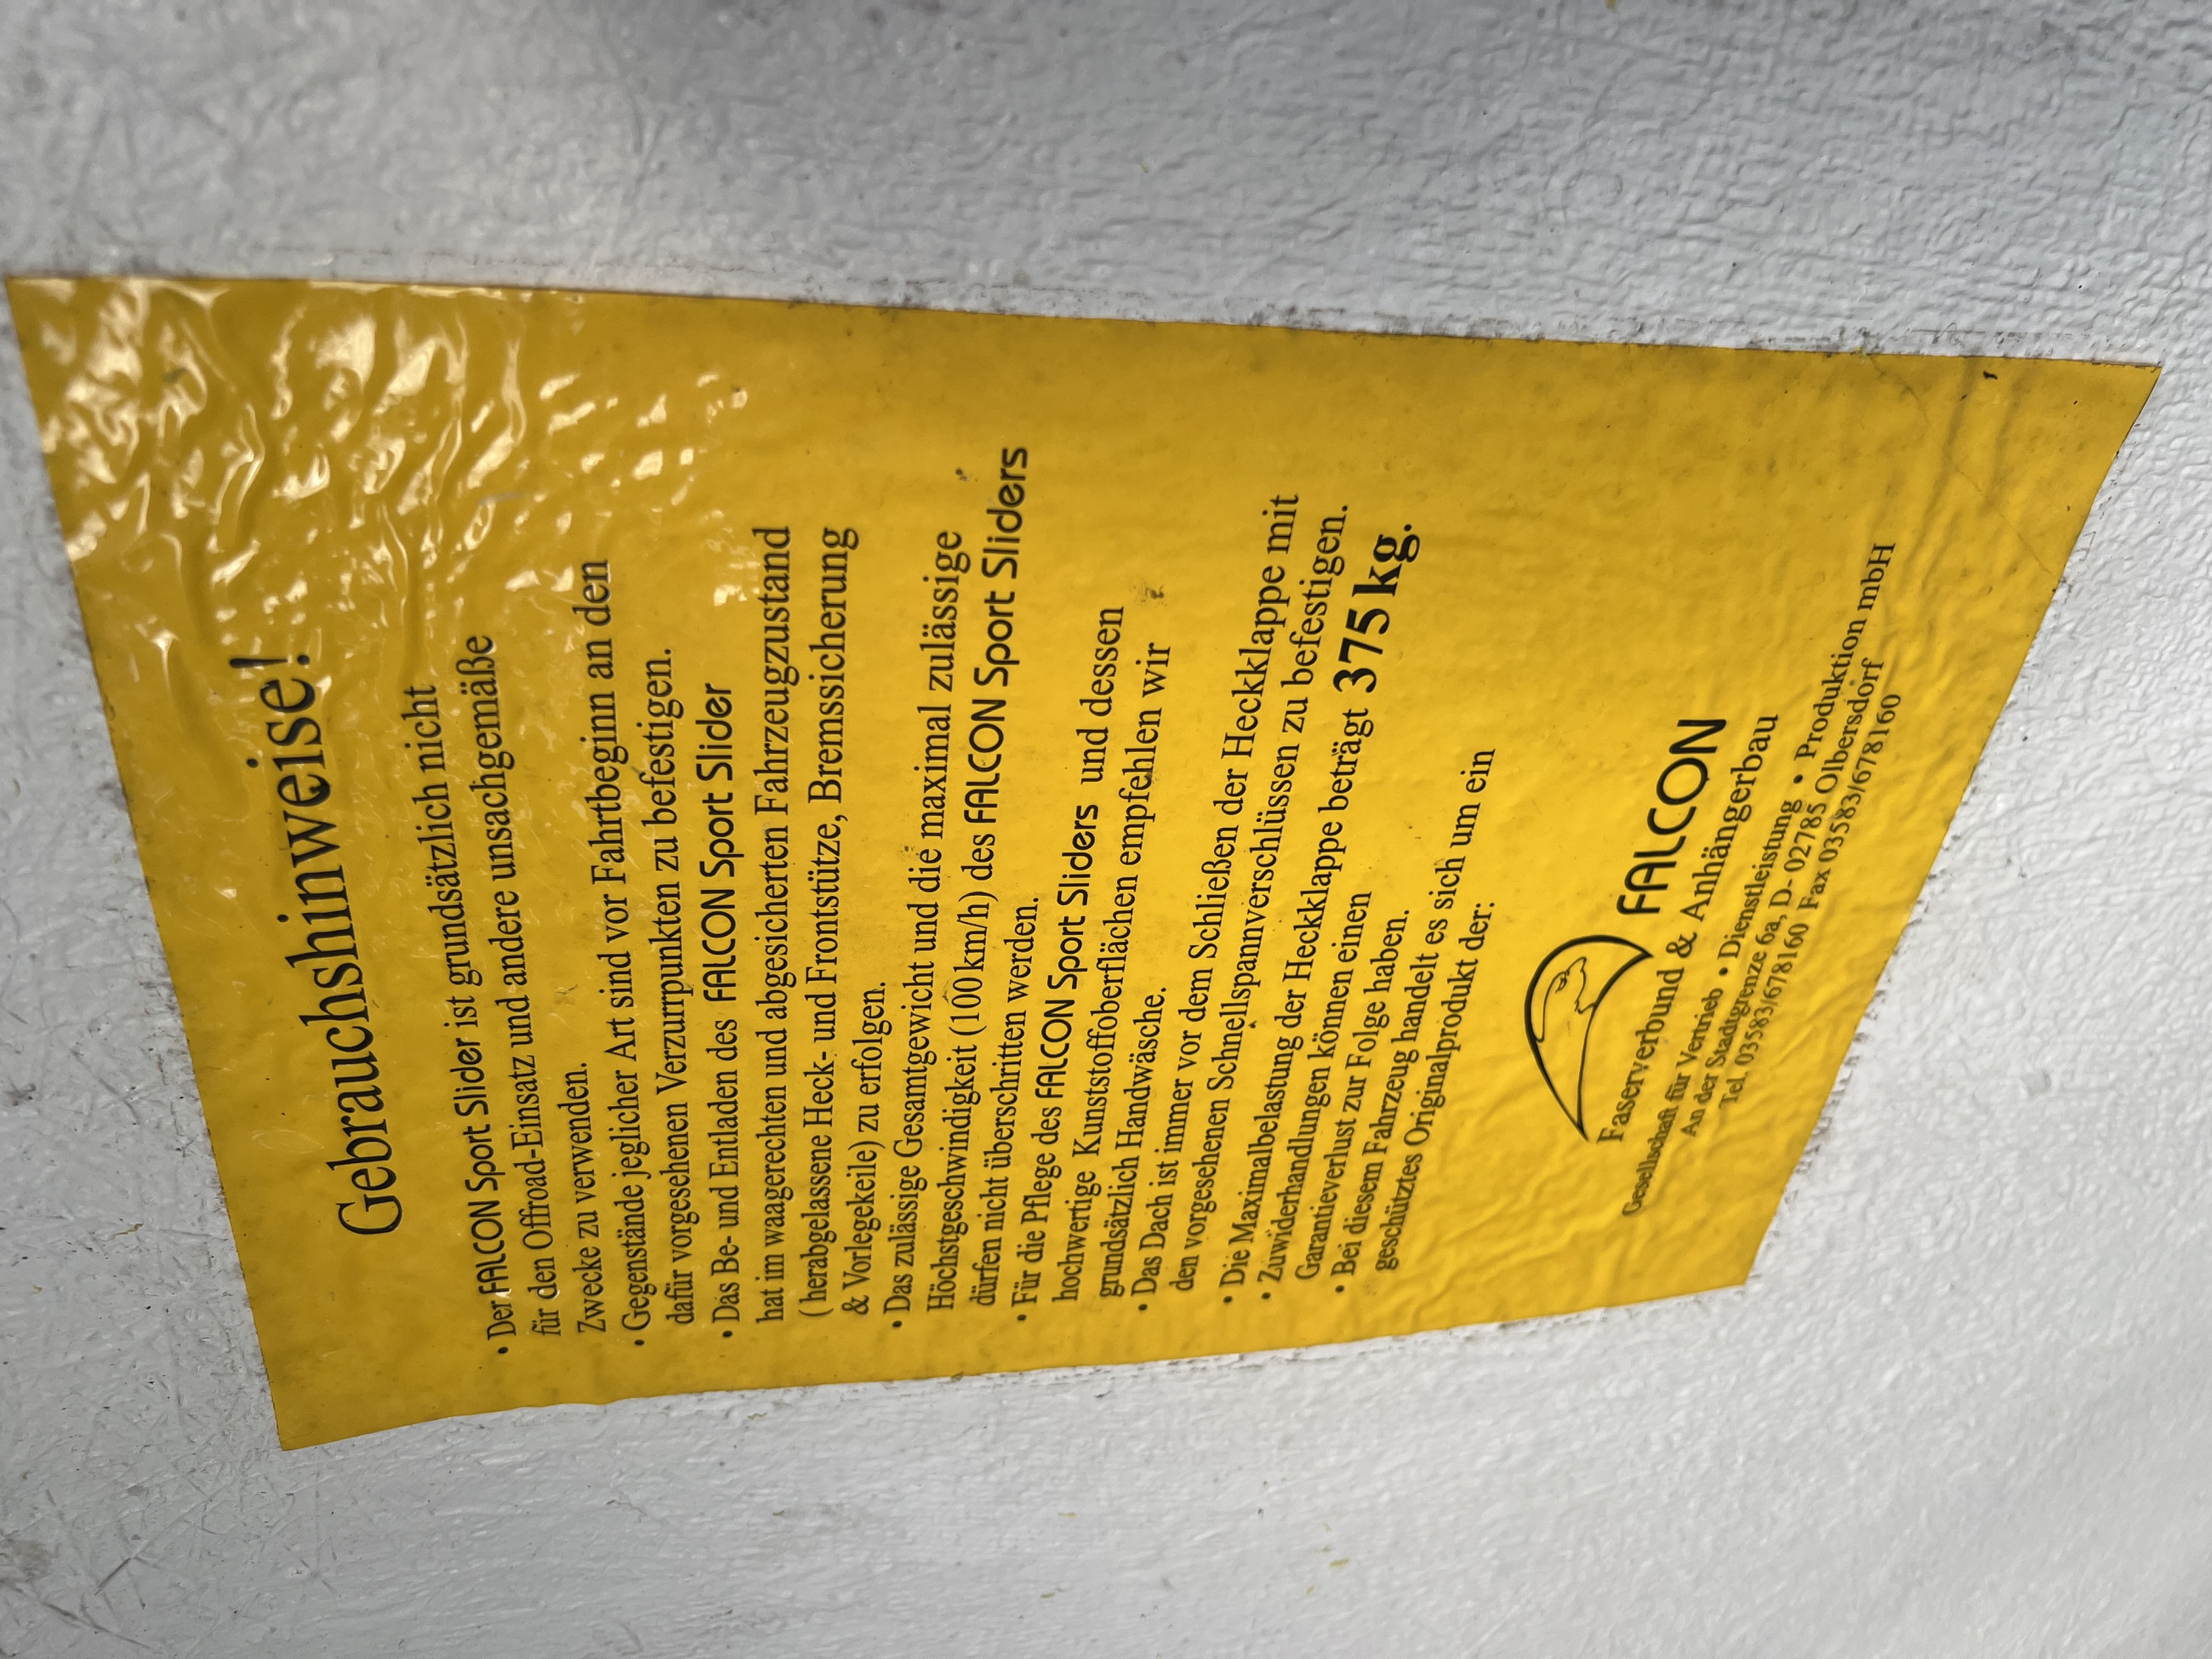 Gebrauchshinweise!
• Der FALCON Sport Slider ist grundsätzlich nicht
für den Offroad-Einsatz und andere unsachgemäße
Zwecke zu verwenden.
• Gegenstände jeglicher Art sind vor Fahrtbeginn an den
dafür vorgesehenen Verzurrpunkten zu befestigen.
• Das Be- und Entladen des FALCON Sport Slider
hat im waagerechten und abgesicherten Fahrzeugzustand
( herabgelassene Heck- und Frontstütze, Bremssicherung
& Vorlegekeile) zu erfolgen.
• Das zulässige Gesamtgewicht und die maximal zulässige
Höchstgeschwindigkeit (100 km/h) des FALCON Sport Sliders
dürfen nicht überschritten werden.
• Für die Pflege des FALCON Sport Sliders und dessen
hochwertige Kunststoffoberflächen empfehlen wir
grundsätzlich Handwäsche.
• Das Dach ist immer vor dem Schließen der Heckklappe mit
den vorgesehenen Schnellspannverschlüssen zu befestigen.
• Die Maximalbelastung der Heckklappe beträgt 375 kg.
• Zuwiderhandlungen können einen
Garantieverlust zur Folge haben.
• Bei diesem Fahrzeug handelt es sich um ein
geschütztes Originalprodukt der:
FALCON
Faserverbund & Anhängerbau
Gesellschaft für Vertrieb • Dienstleistung • Produktion mbH
An der Stadtgrenze 6a, D- 02785 Olbersdorf
Tel. 03583/678160 Fax 03583/678160